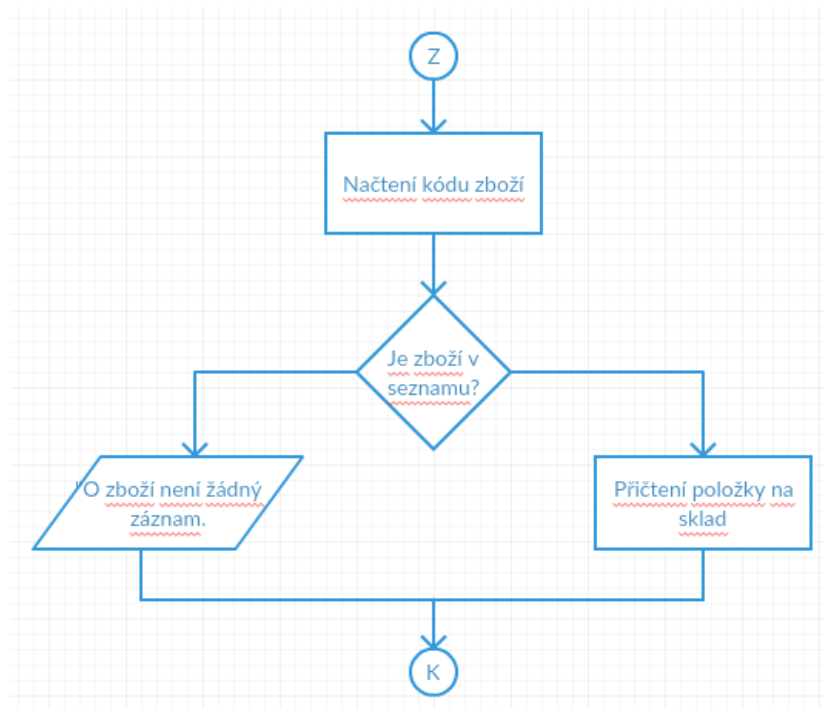 Z
Načtení kódu zboží
Je zboží v
seznamu?
"O zboží není žádný
záznam.
Přičtení položky na
sklad
K